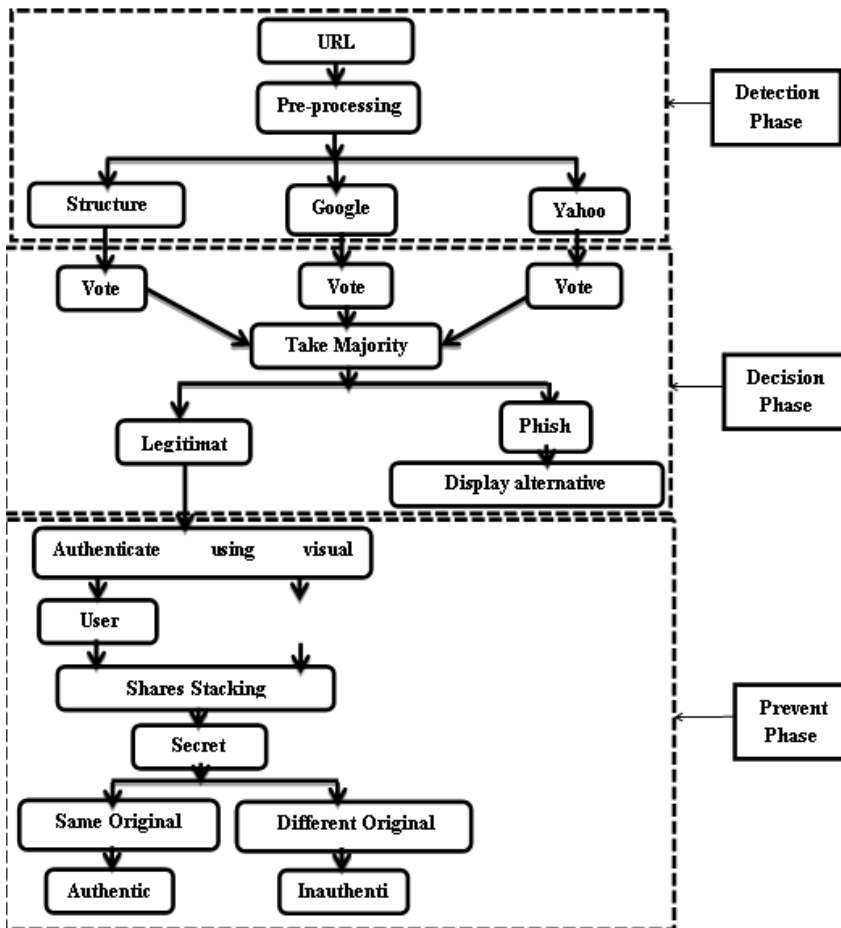 URL
Detection
Phase
Pre-processing
Structure
Google
Yahoo
Vote
Vote
Vote
Take Majority
Decision
Phase
Legitimat
Phish
Display alternative
Authenticate using visual
User
Shares Stacking
Prevent
Phase
Secret
Same Original
Different Original
Authentic
Inauthenti